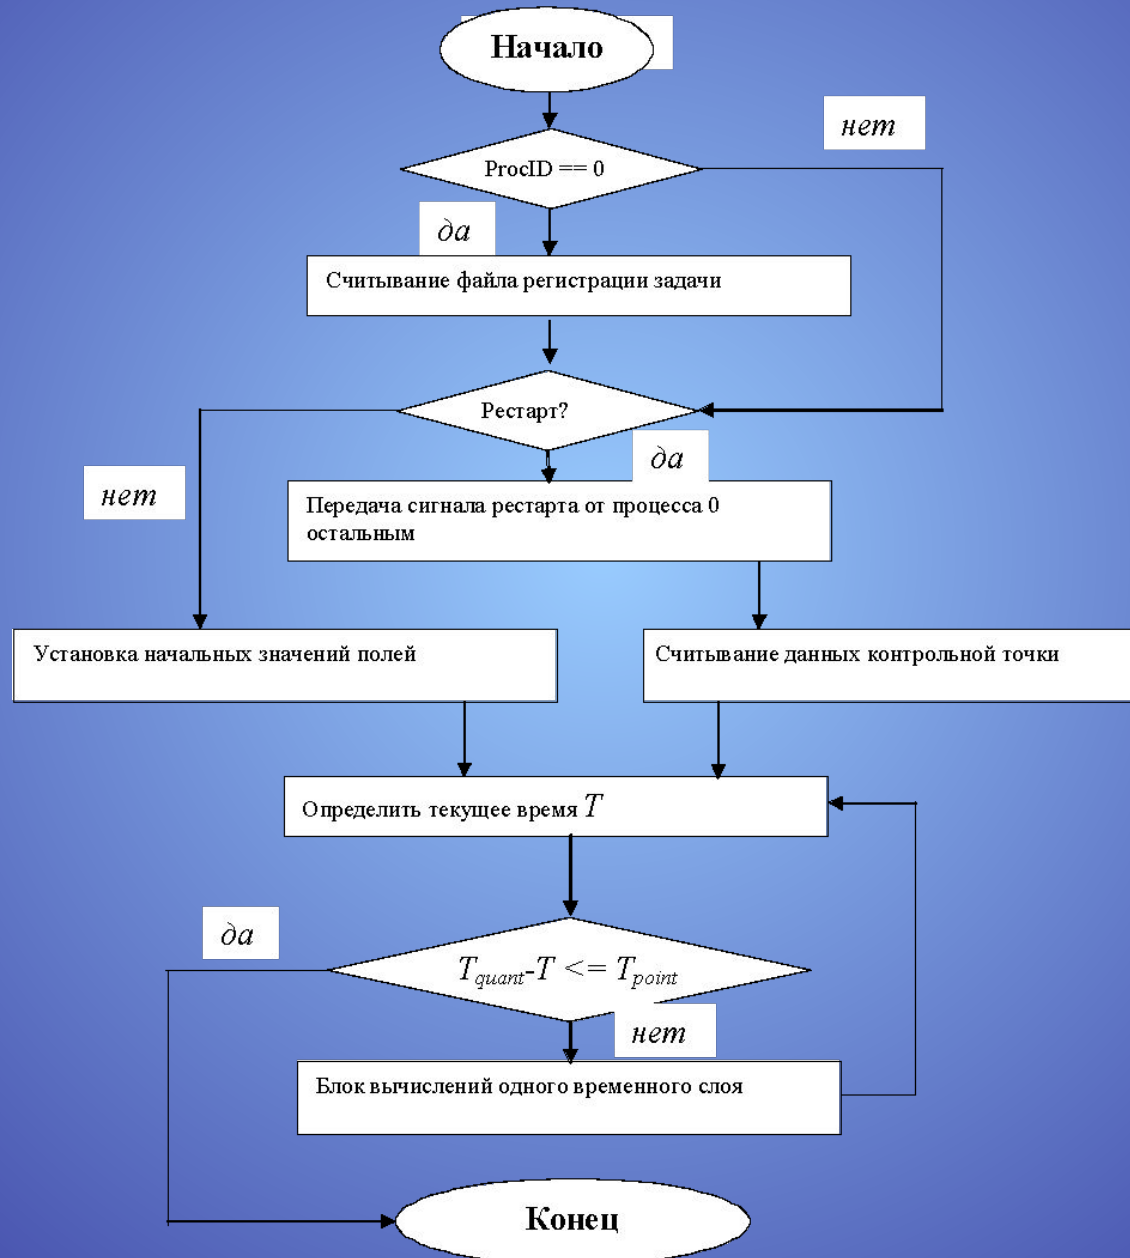 Начало
нет
ProcID == 0
да
Считывание файла регистрации задачи
Рестарт?
да
нет
Передача сигнала рестарта от процесса 0
остальным
Установка начальных значений полей
Считывание данных контрольной точки
Определить текущее время T
да
Tquant-T <= Tpoint
нет
Блок вычислений одного временного слоя
Конец